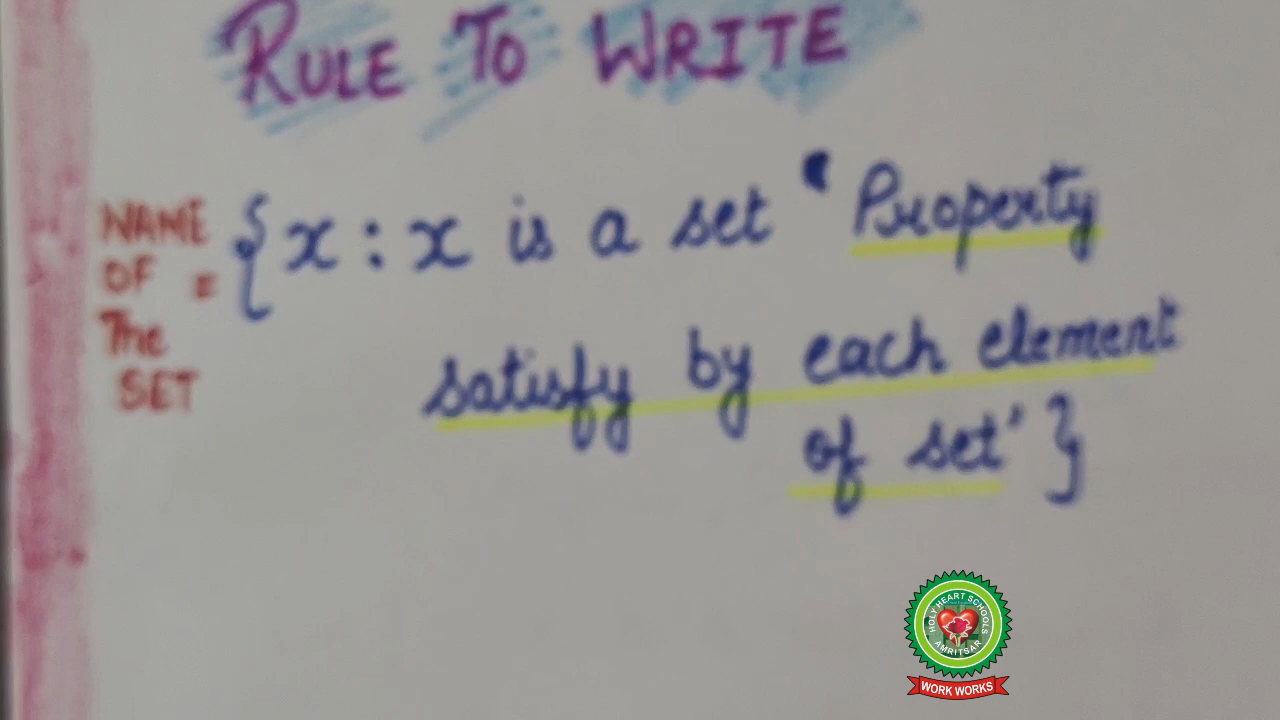 RULE TO WRITE
NAME OF The SET = {x : x is a set ‘Property
satisfy by each element
of set’}
HOLY HEART SCHOOLS
AMRITSAR
WORK WORKS